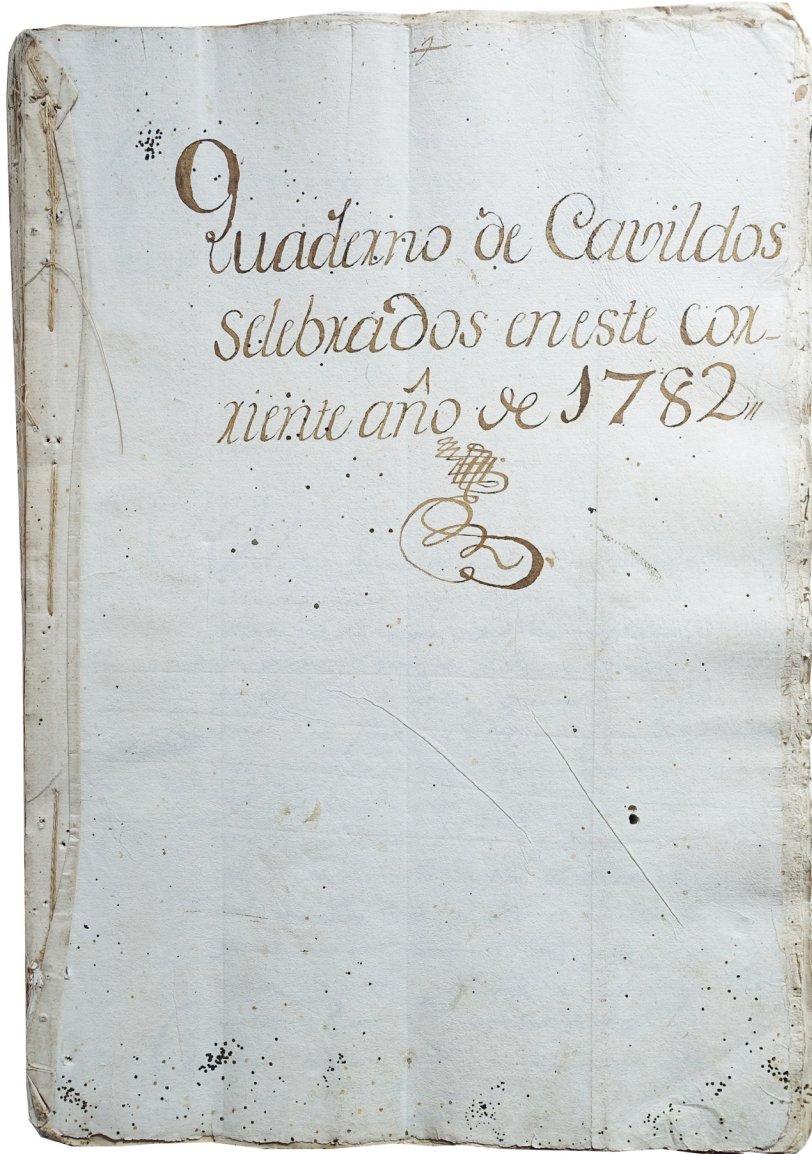 Quaderno de Cavildos
selebrados en este cor-
riente año de 1782,,